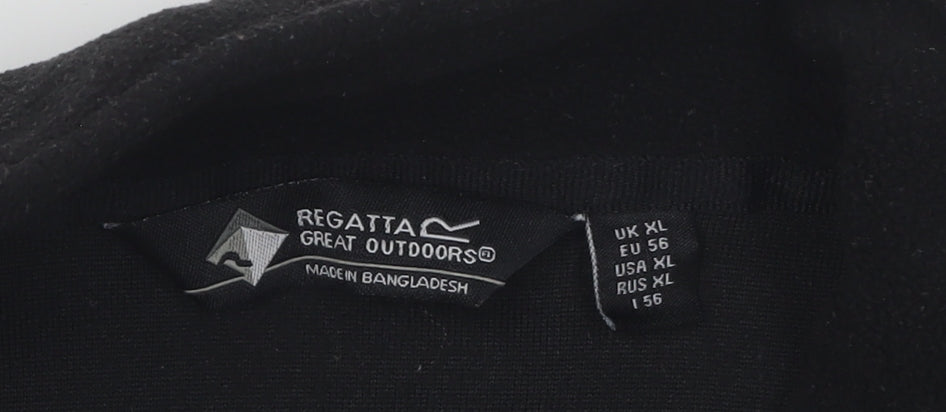 REGATTA
GREAT OUTDOORS®
MADE IN BANGLADESH
UK XL
EU 56
USA XL
RUS XL
I 56